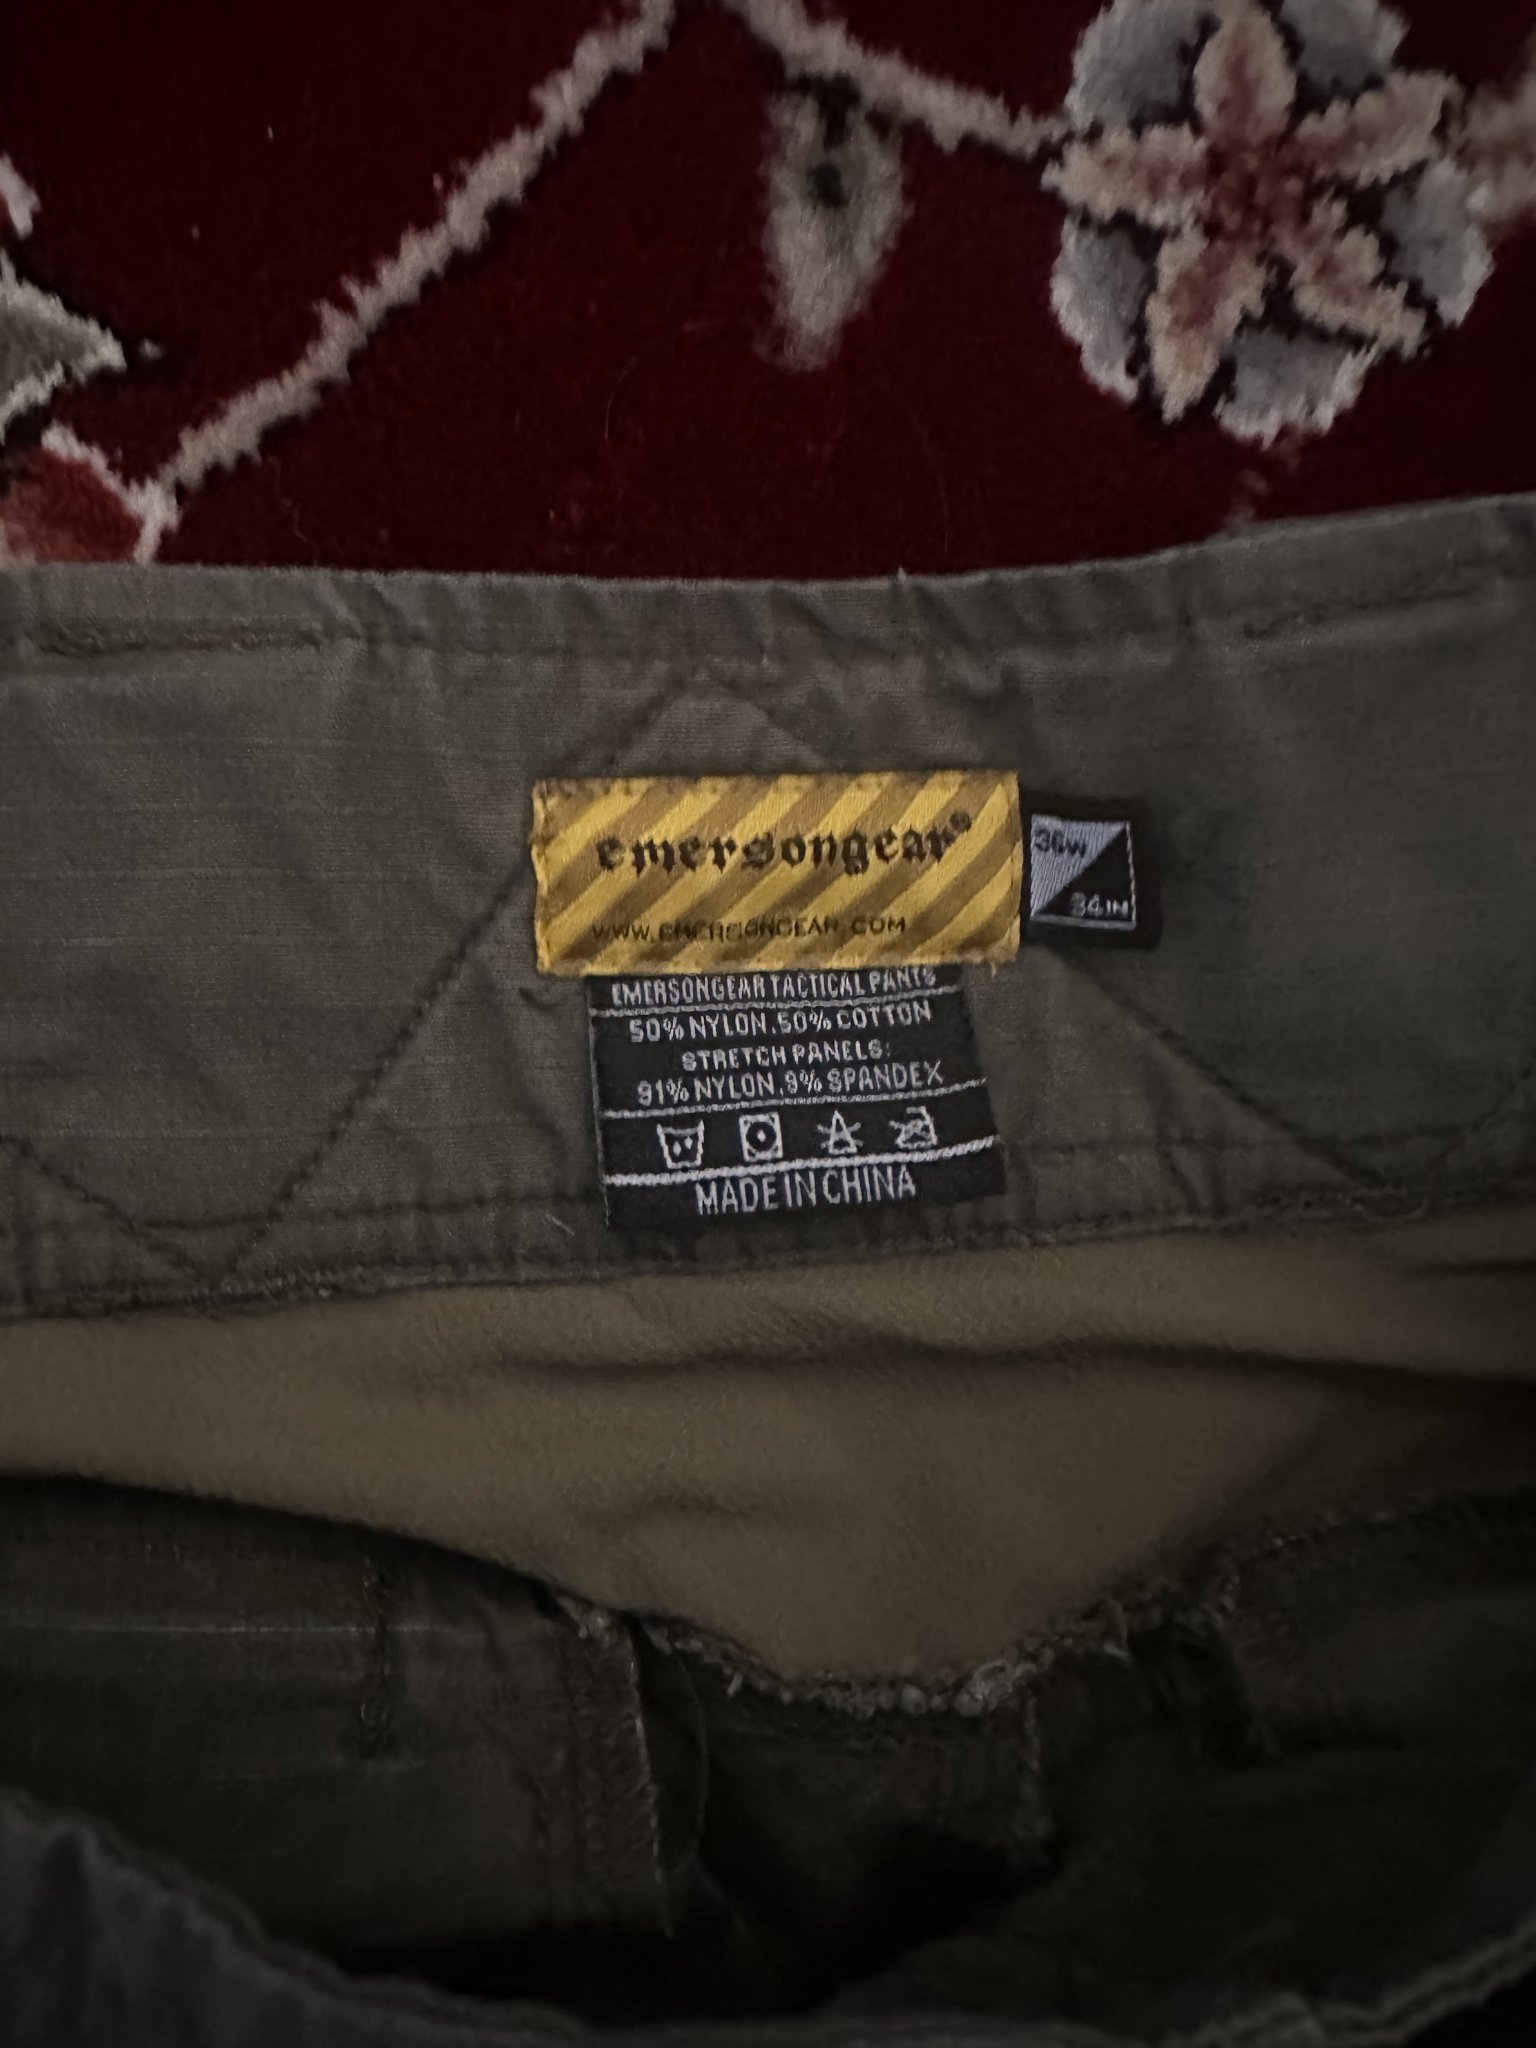 emersongear®
WWW.EMERSONGEAR.COM
36W
34IN
EMERSONGEAR TACTICAL PANTS
50% NYLON.50% COTTON
STRETCH PANELS:
91% NYLON.9% SPANDEX
MADE IN CHINA